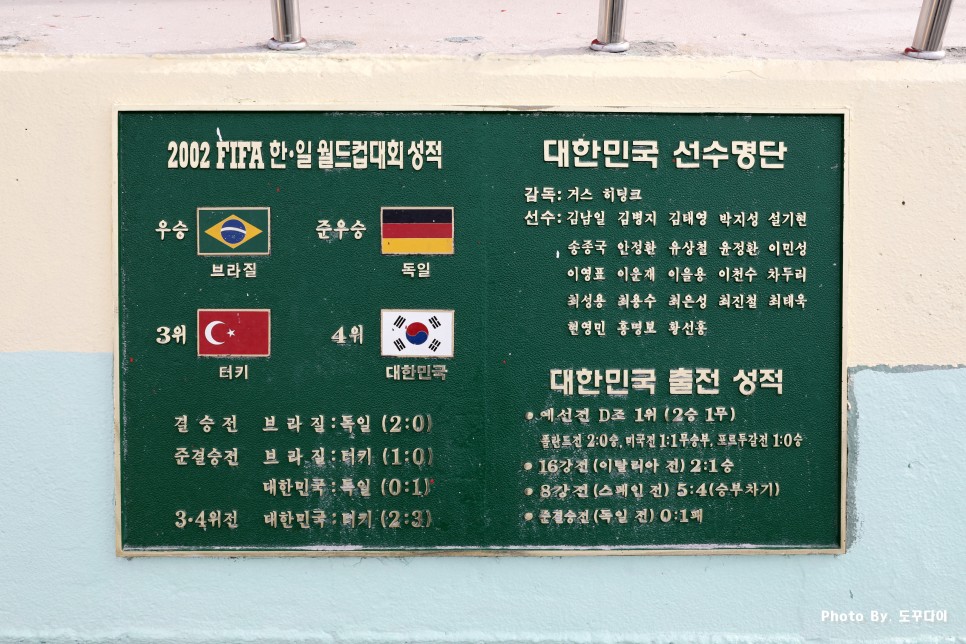 2002 FIFA 한·일 월드컵대회 성적
우승
브라질
준우승
독일
3위
터키
4위
대한민국
결 승 전 브 라 질 : 독일 (2:0)
준결승전 브 라 질 : 터키 (1:0)
대한민국 : 독일 (0:1)
3·4위전 대한민국 : 터키 (2:3)
대한민국 선수명단
감독: 거스 히딩크
선수: 김남일 김병지 김태영 박지성 설기현
송종국 안정환 유상철 윤정환 이민성
이영표 이운재 이을용 이천수 차두리
최성용 최용수 최은성 최진철 최태욱
현영민 홍명보 황선홍
대한민국 출전 성적
• 예선전 D조 1위 (2승 1무)
폴란드전 2:0승, 미국전 1:1무승부, 포르투갈전 1:0승
• 16강전 (이탈리아 전) 2:1승
• 8강전 (스페인 전) 5:4(승부차기)
• 준결승전 (독일 전) 0:1패
Photo By. 도꾸다이